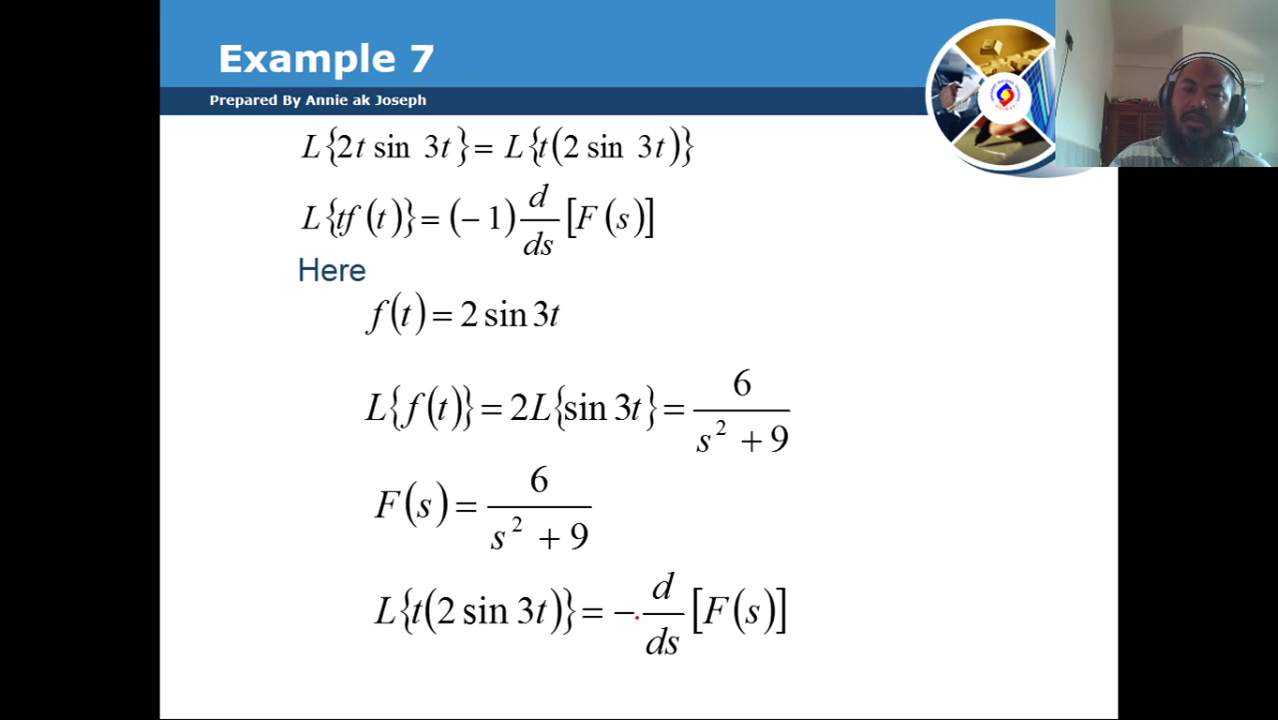 Example 7
Prepared By Annie ak Joseph
L{2t sin 3t} = L{t(2 sin 3t)}
L{tf(t)} = (−1) d/ds [F(s)]
Here
f(t) = 2 sin 3t
L{f(t)} = 2L{sin 3t} = 6/(s² + 9)
F(s) = 6/(s² + 9)
L{t(2 sin 3t)} = − d/ds [F(s)]